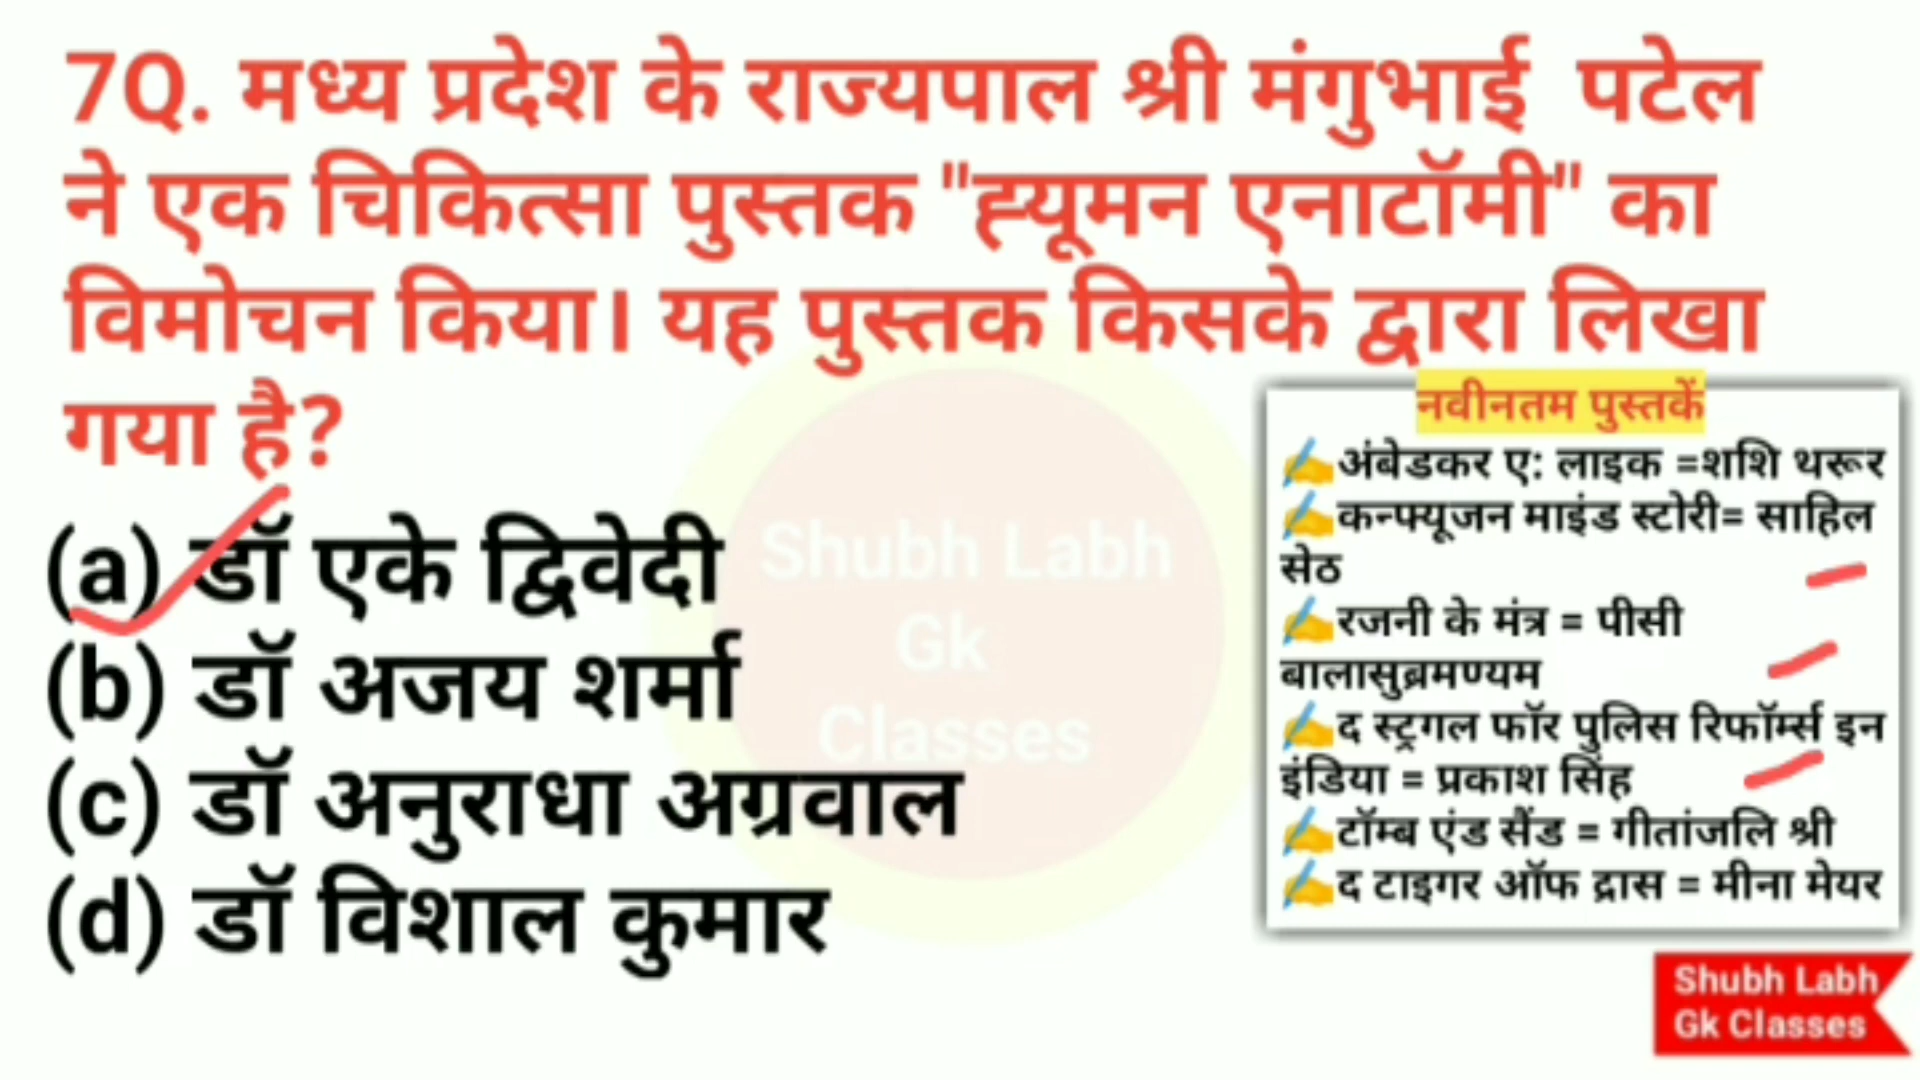 7Q. मध्य प्रदेश के राज्यपाल श्री मंगुभाई पटेल
ने एक चिकित्सा पुस्तक "ह्यूमन एनाटॉमी" का
विमोचन किया। यह पुस्तक किसके द्वारा लिखा
गया है?
(a) डॉ एके द्विवेदी
(b) डॉ अजय शर्मा
(c) डॉ अनुराधा अग्रवाल
(d) डॉ विशाल कुमार
नवीनतम पुस्तकें
✍अंबेडकर ए: लाइक =शशि थरूर
✍कन्फ्यूजन माइंड स्टोरी= साहिल
सेठ
✍रजनी के मंत्र = पीसी
बालासुब्रमण्यम
✍द स्ट्रगल फॉर पुलिस रिफॉर्म्स इन
इंडिया = प्रकाश सिंह
✍टॉम्ब एंड सैंड = गीतांजलि श्री
✍द टाइगर ऑफ द्रास = मीना मेयर
Shubh Labh
Gk
Classes
Shubh Labh
Gk Classes